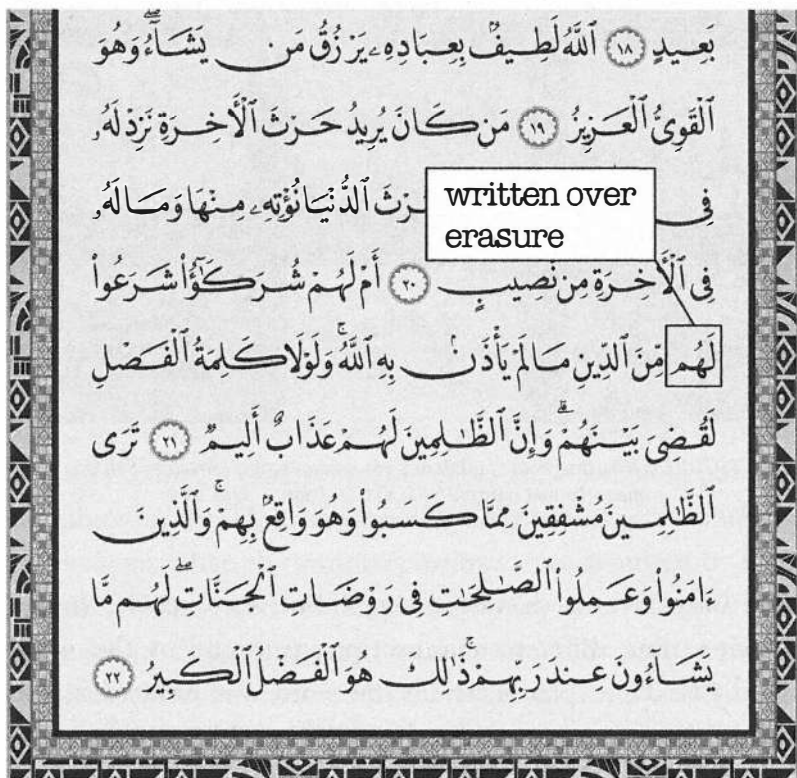 بَعِيدٍ ١٨ ٱللَّهُ لَطِيفٌۢ بِعِبَادِهِۦ يَرْزُقُ مَن يَشَآءُۖ وَهُوَ
ٱلْقَوِىُّ ٱلْعَزِيزُ ١٩ مَن كَانَ يُرِيدُ حَرْثَ ٱلْأَخِرَةِ نَزِدْ لَهُۥ
فِى ٱلدُّنْيَا نُؤْتِهِۦ مِنْهَا وَمَا لَهُۥ
written over
erasure
فِى ٱلْأَخِرَةِ مِن نَّصِيبٍ ٢٠ أَمْ لَهُمْ شُرَكَٰٓؤُاْ شَرَعُواْ
لَهُم مِّنَ ٱلدِّينِ مَا لَمْ يَأْذَنۢ بِهِ ٱللَّهُۚ وَلَوْلَا كَلِمَةُ ٱلْفَصْلِ
لَقُضِىَ بَيْنَهُمْۗ وَإِنَّ ٱلظَّٰلِمِينَ لَهُمْ عَذَابٌ أَلِيمٌ ٢١ تَرَى
ٱلظَّٰلِمِينَ مُشْفِقِينَ مِمَّا كَسَبُواْ وَهُوَ وَاقِعٌۢ بِهِمْۗ وَٱلَّذِينَ
ءَامَنُواْ وَعَمِلُواْ ٱلصَّٰلِحَٰتِ فِى رَوْضَاتِ ٱلْجَنَّاتِۖ لَهُم مَّا
يَشَآءُونَ عِندَ رَبِّهِمْۚ ذَٰلِكَ هُوَ ٱلْفَضْلُ ٱلْكَبِيرُ ٢٢